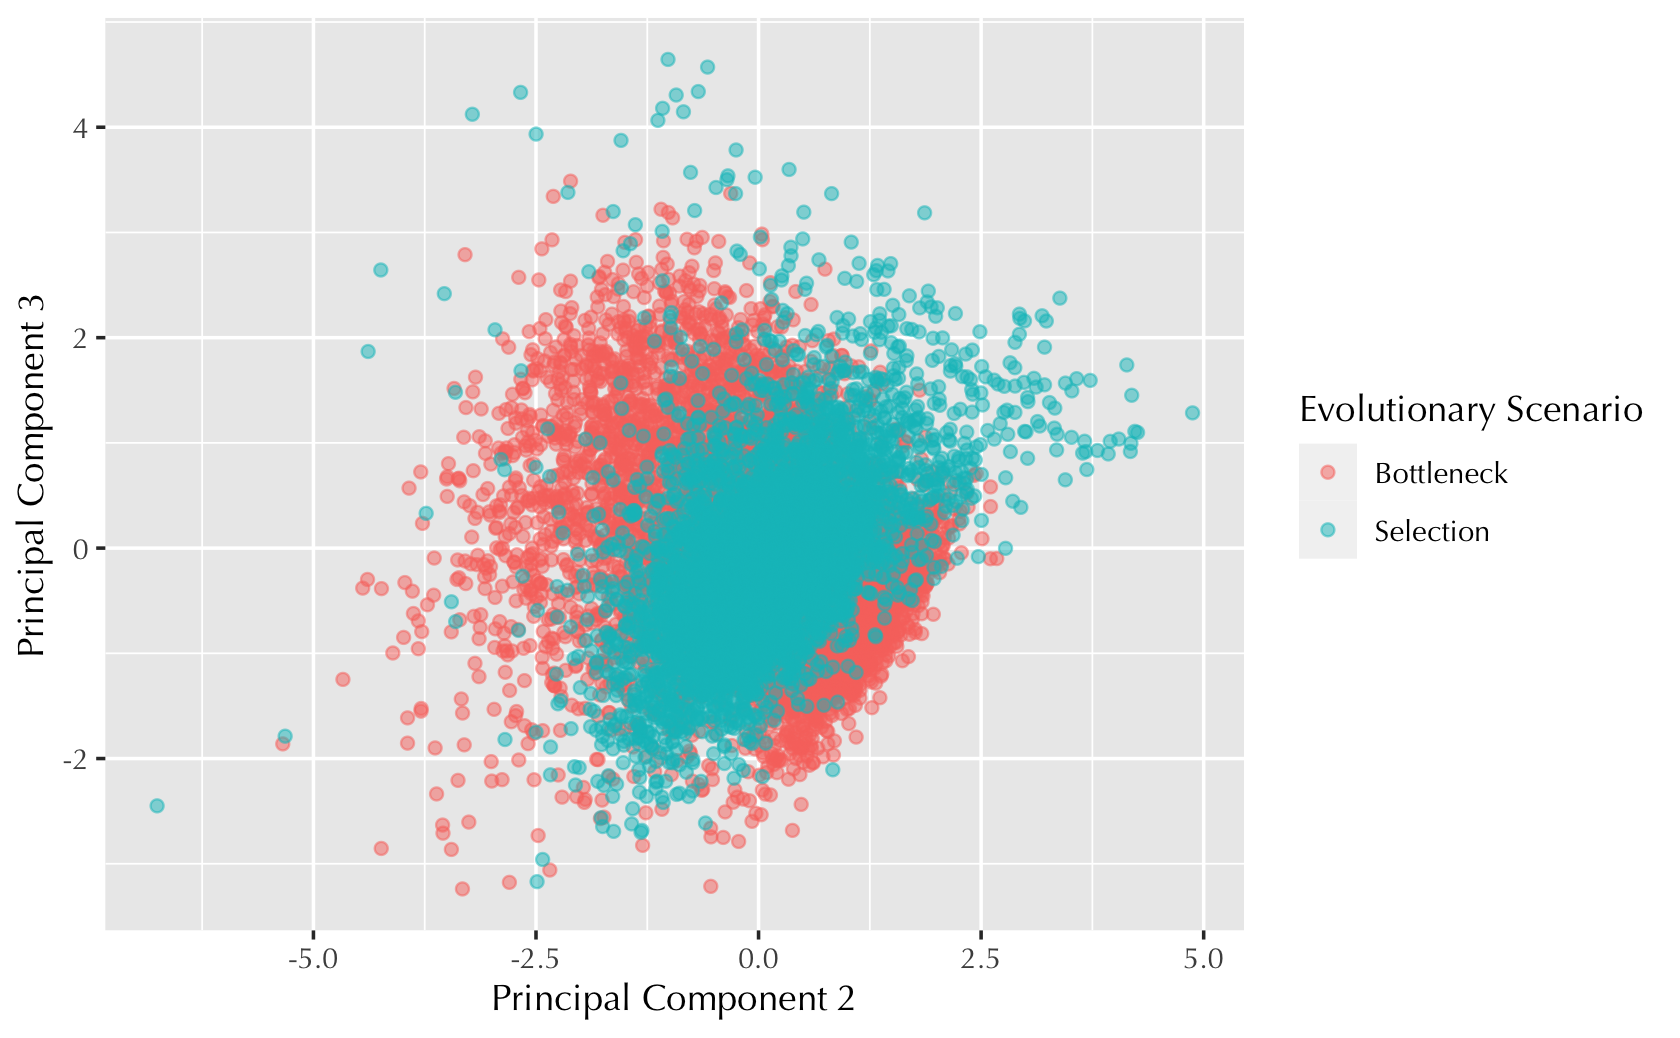 4
2
0
-2
Principal Component 3
-5.0
-2.5
0.0
2.5
5.0
Principal Component 2
Evolutionary Scenario
Bottleneck
Selection